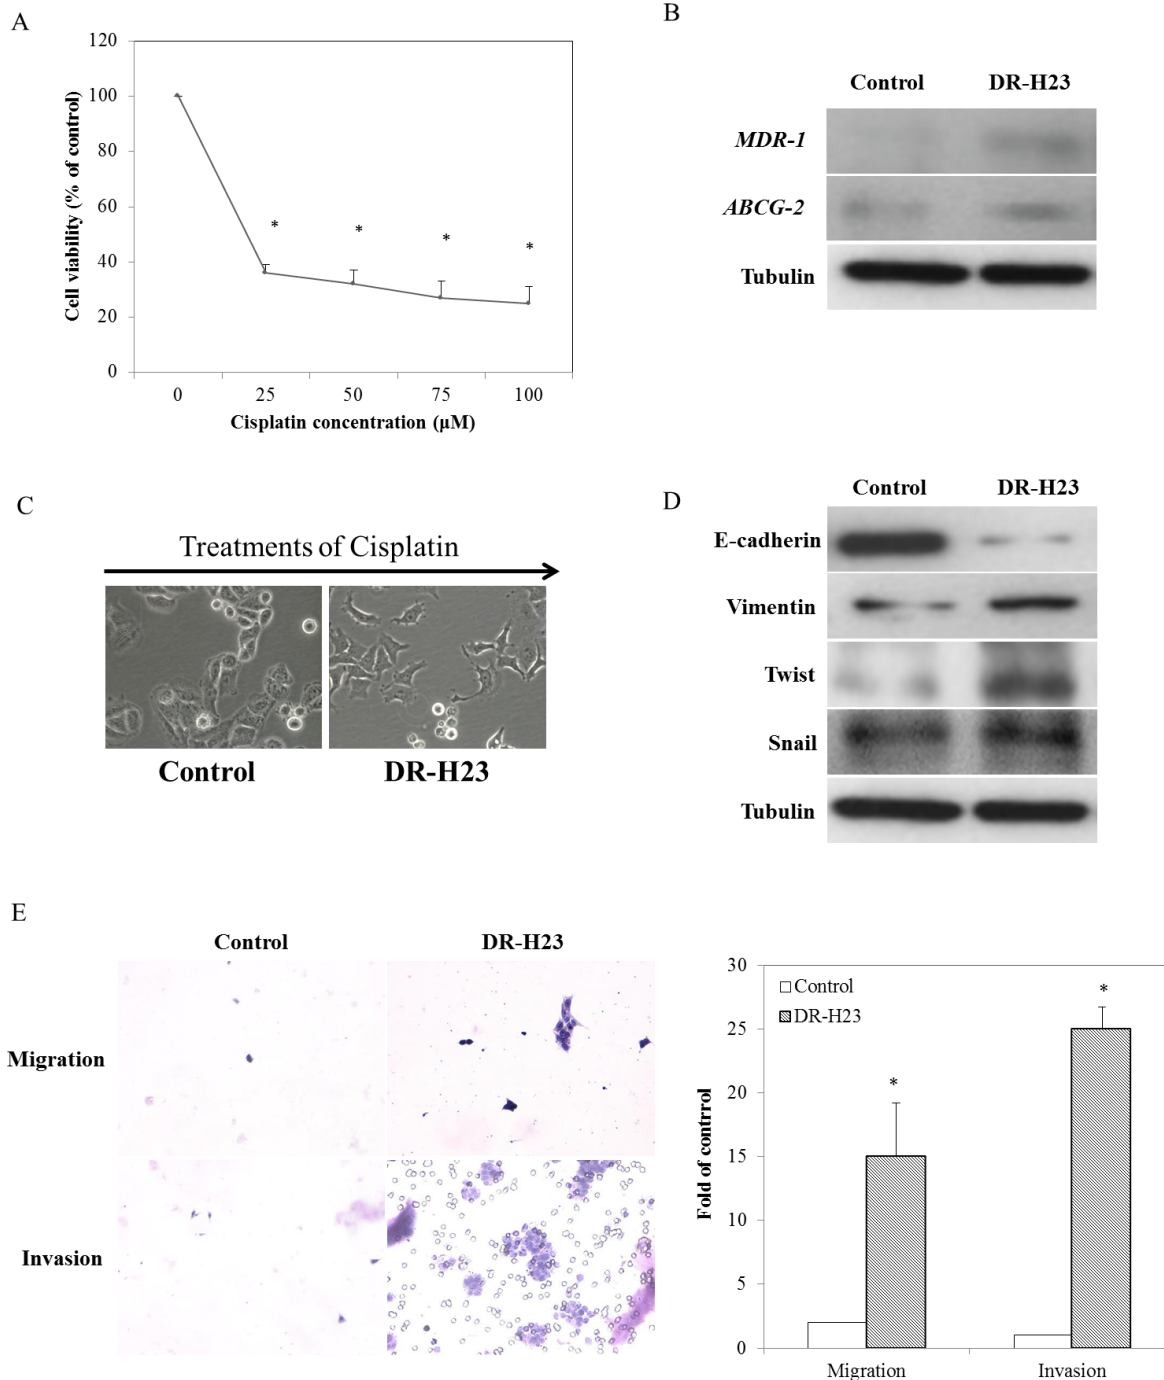 A
120
100
80
60
40
20
0
Cell viability (% of control)
* * * *
0 25 50 75 100
Cisplatin concentration (μM)
B
Control DR-H23
MDR-1
ABCG-2
Tubulin
C
Treatments of Cisplatin
Control DR-H23
D
Control DR-H23
E-cadherin
Vimentin
Twist
Snail
Tubulin
E
Control DR-H23
Migration
Invasion
30
25
20
15
10
5
0
Fold of contrrol
Control
DR-H23
* *
Migration Invasion